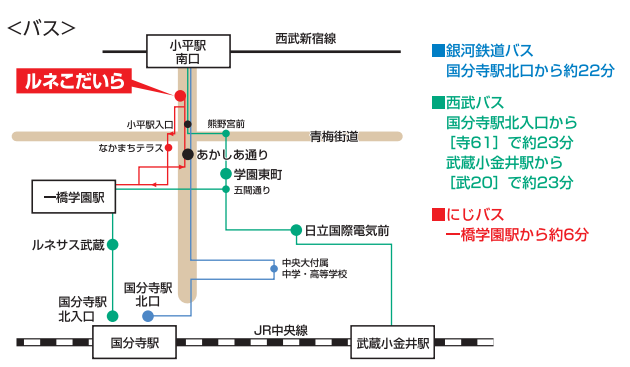 ＜バス＞
西武新宿線
小平駅
南口
ルネこだいら
小平駅入口
熊野宮前
青梅街道
なかまちテラス
あかしあ通り
学園東町
五間通り
一橋学園駅
日立国際電気前
ルネサス武蔵
中央大付属
中学・高等学校
国分寺駅
北口
国分寺駅
北入口
JR中央線
国分寺駅
武蔵小金井駅
■銀河鉄道バス
国分寺駅北口から約22分
■西武バス
国分寺駅北入口から
［寺61］で約23分
武蔵小金井駅から
［武20］で約23分
■にじバス
一橋学園駅から約6分